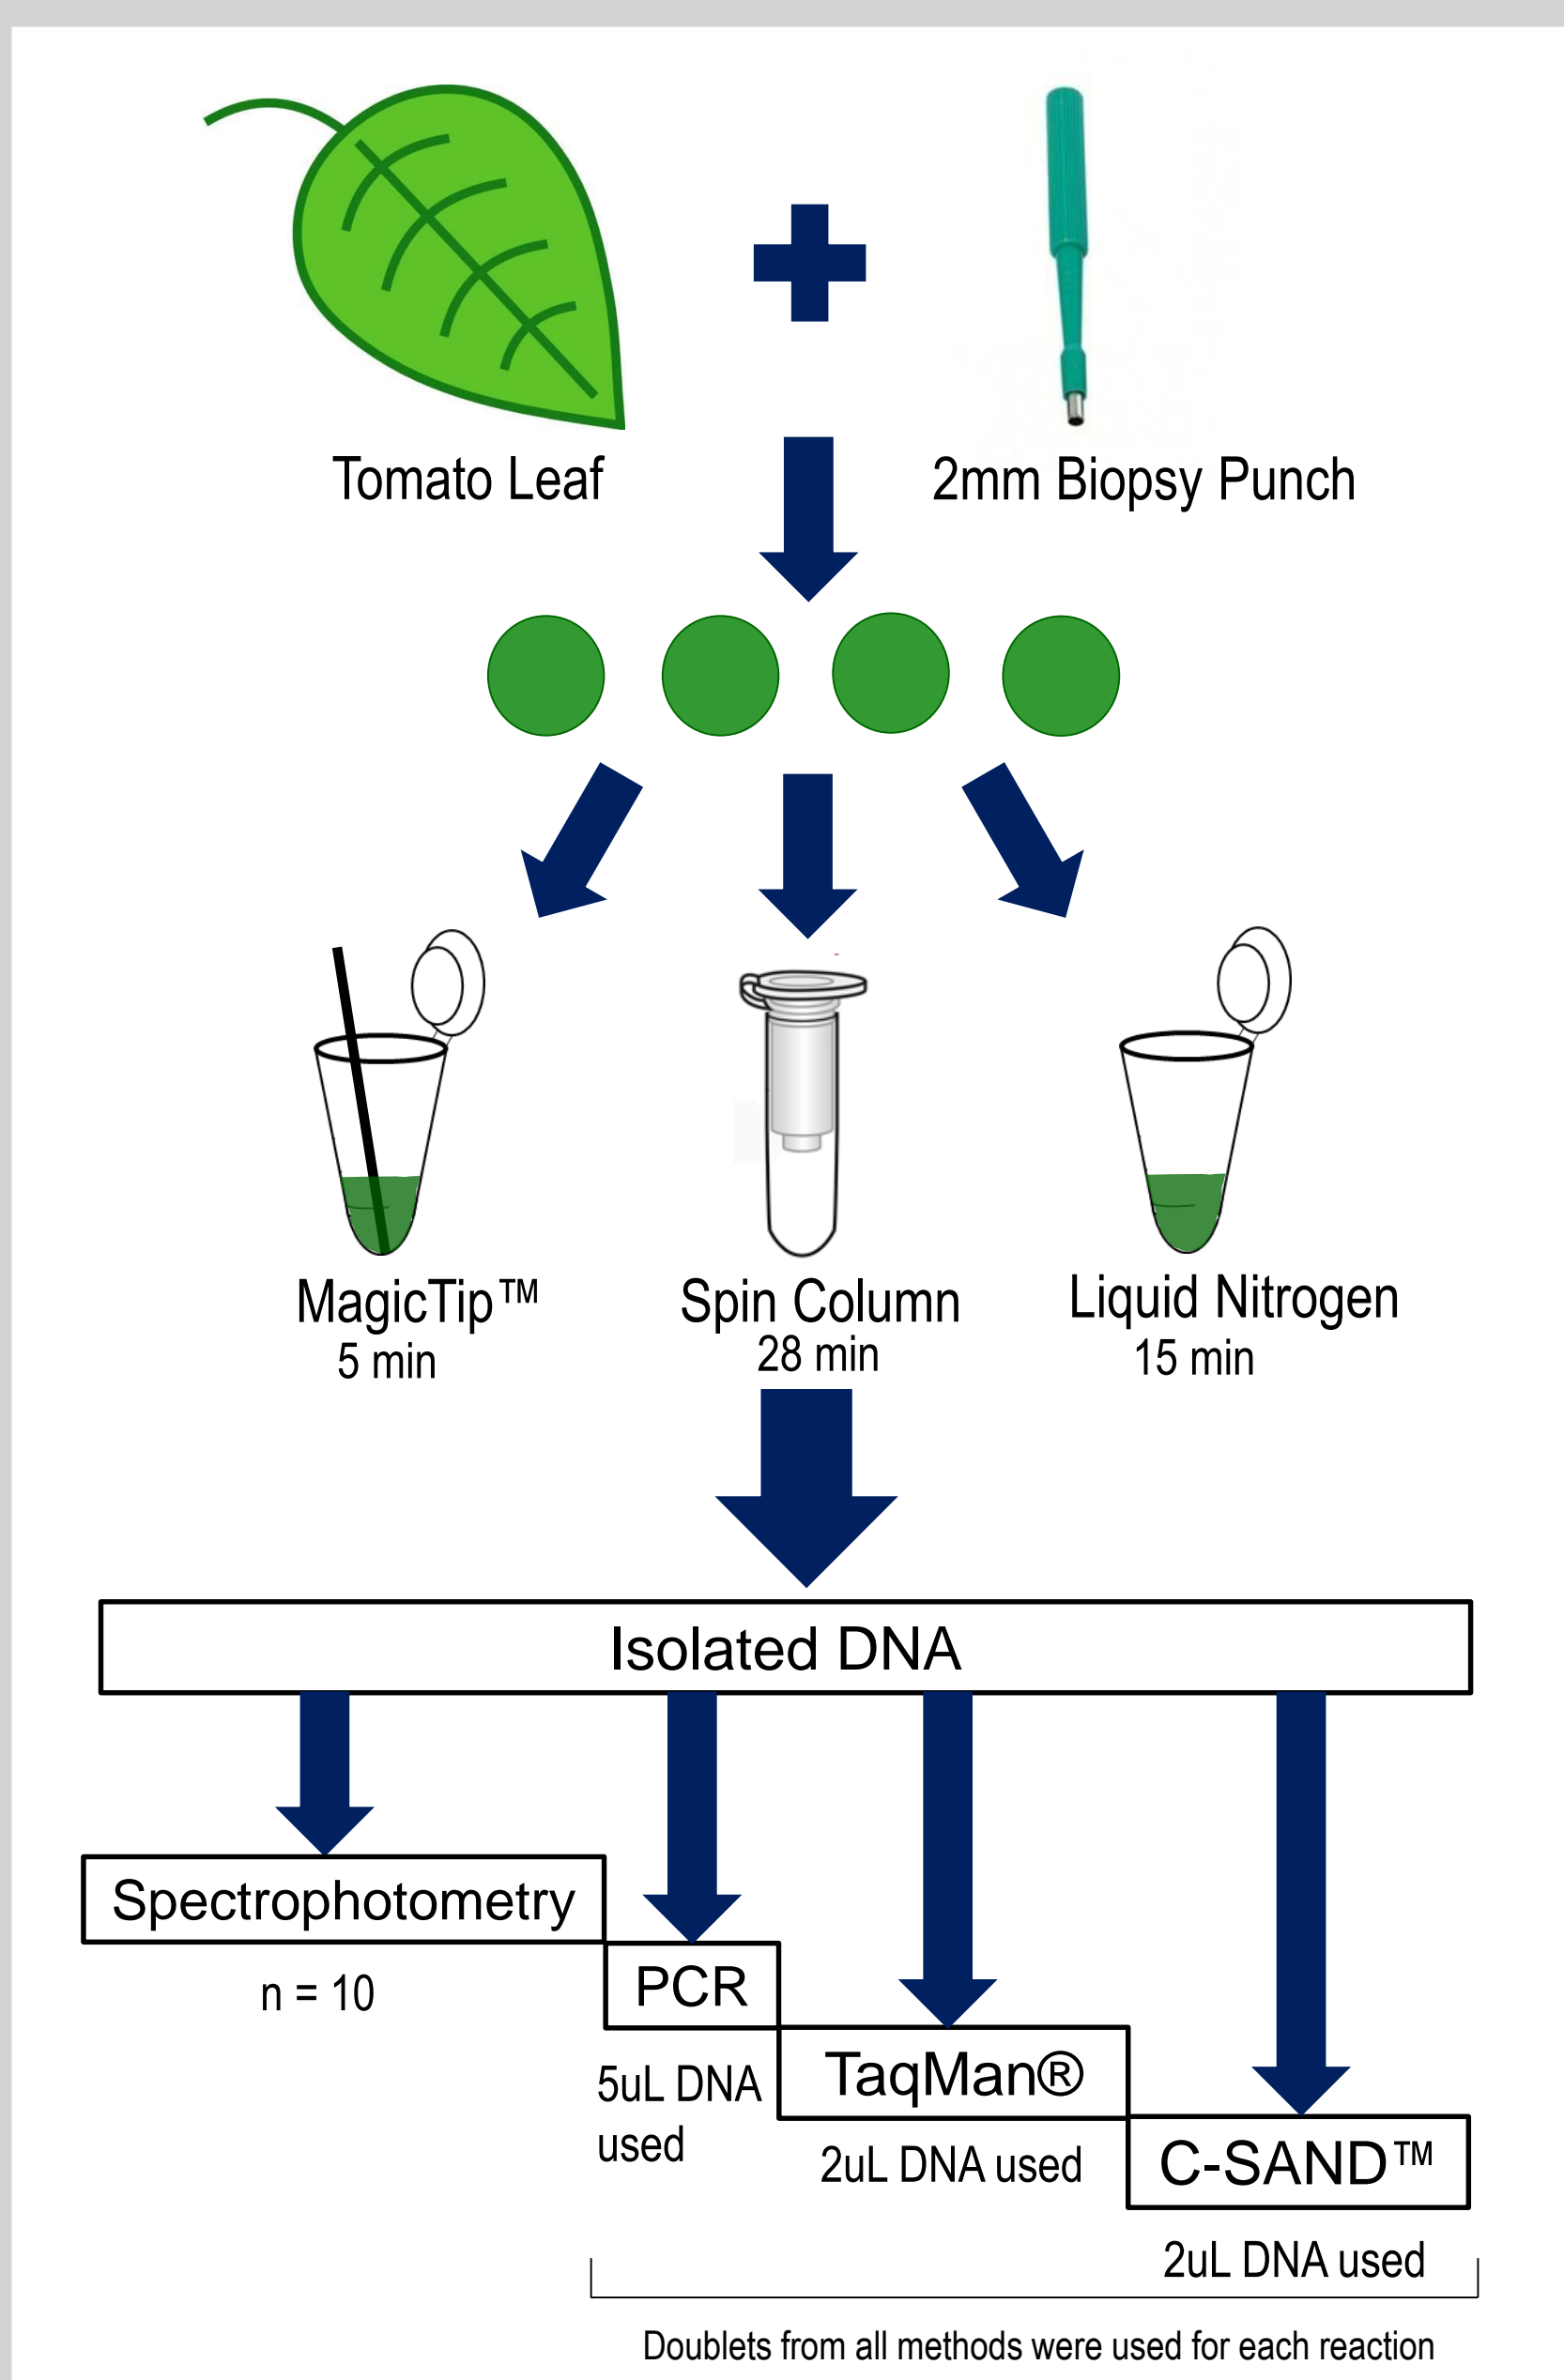 Tomato Leaf
2mm Biopsy Punch
MagicTip™
5 min
Spin Column
28 min
Liquid Nitrogen
15 min
Isolated DNA
Spectrophotometry
n = 10
PCR
5uL DNA
used
TaqMan®
2uL DNA used
C-SAND™
2uL DNA used
Doublets from all methods were used for each reaction